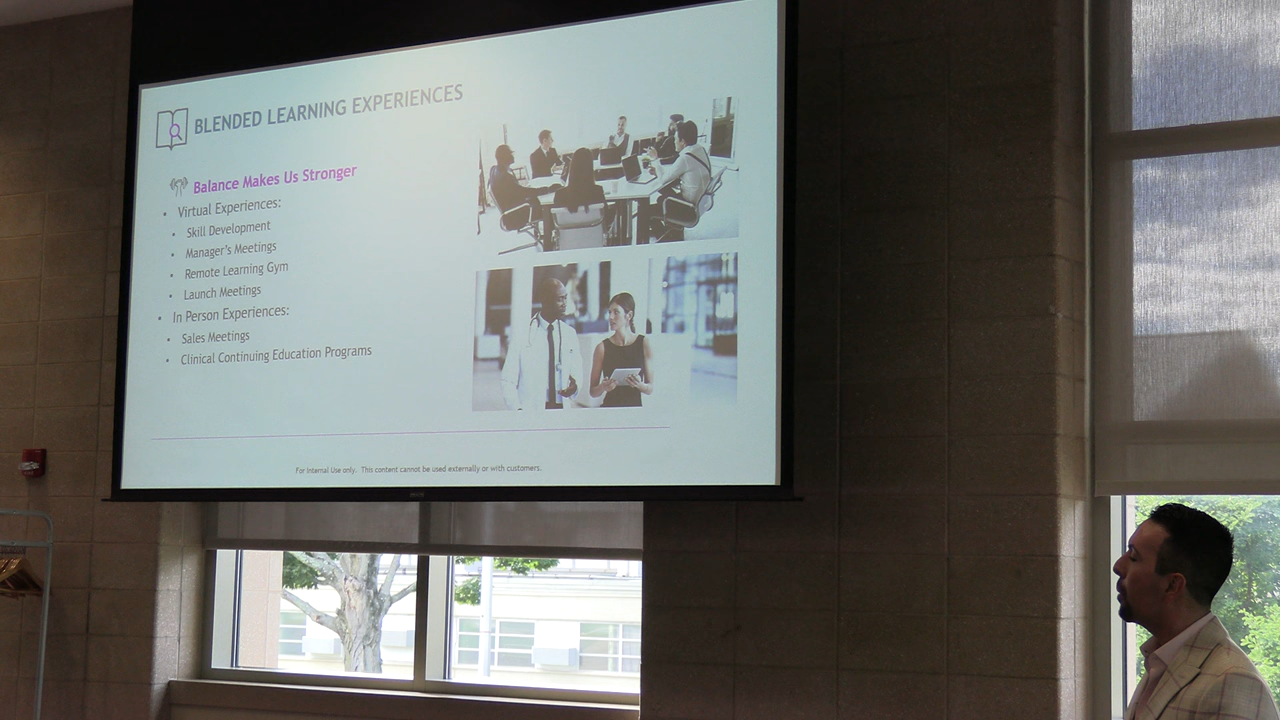 BLENDED LEARNING EXPERIENCES
Balance Makes Us Stronger
• Virtual Experiences:
• Skill Development
• Manager's Meetings
• Remote Learning Gym
• Launch Meetings
• In Person Experiences:
• Sales Meetings
• Clinical Continuing Education Programs
For Internal Use only. This content cannot be used externally or with customers.